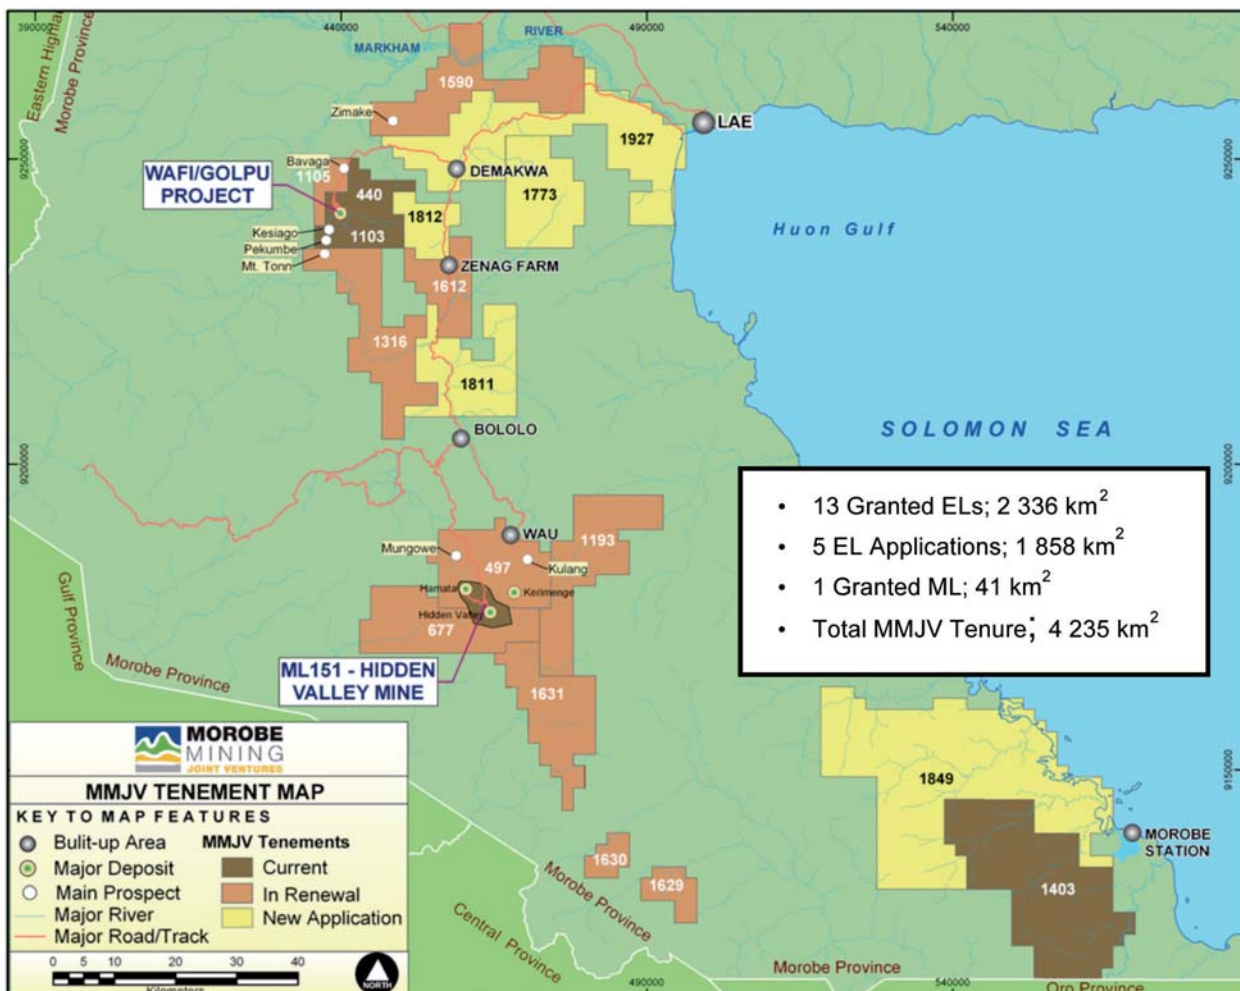 390000
440000
490000
540000
Eastern Highla
Morobe Province
MARKHAM
RIVER
1590
Zimake
LAE
1927
9250000
9250000
Bavaga
1105
WAFI/GOLPU
PROJECT
440
DEMAKWA
1773
1812
Kesiago
1103
Pekumbe
Mt. Tonn
Huon Gulf
ZENAG FARM
1612
1316
1811
BOLOLO
SOLOMON SEA
9200000
9200000
• 13 Granted ELs; 2 336 km²
• 5 EL Applications; 1 858 km²
• 1 Granted ML; 41 km²
• Total MMJV Tenure; 4 235 km²
WAU
1193
Mungowe
497
Kulang
Hamata
Kerimenge
Hidden Valley
677
Gulf Province
Morobe Province
ML151 - HIDDEN
VALLEY MINE
1631
1849
9150000
MOROBE
STATION
1630
1629
1403
Morobe Province
Central Province
Morobe Province
Oro Province
490000
540000
MOROBE
MINING
JOINT VENTURES
MMJV TENEMENT MAP
KEY TO MAP FEATURES
Bulit-up Area
MMJV Tenements
Major Deposit
Current
Main Prospect
In Renewal
Major River
New Application
Major Road/Track
0 5 10 20 30 40
Kilometers
NORTH